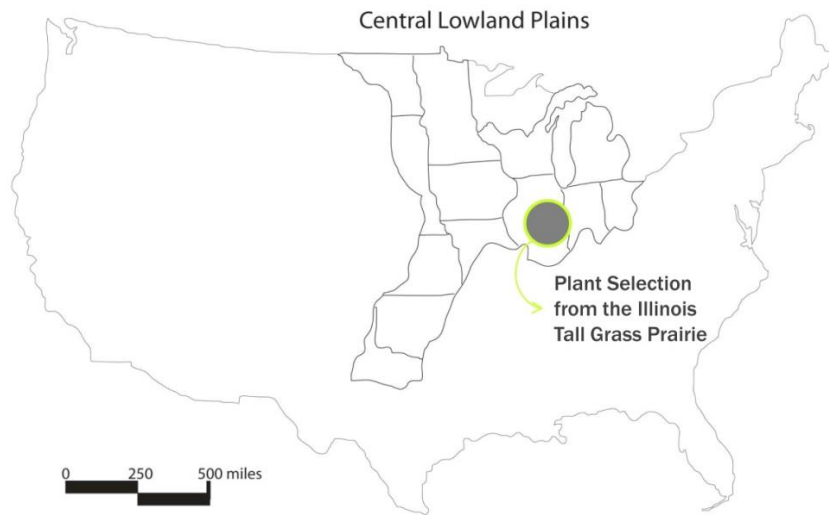 Central Lowland Plains
Plant Selection
from the Illinois
Tall Grass Prairie
0 250 500 miles